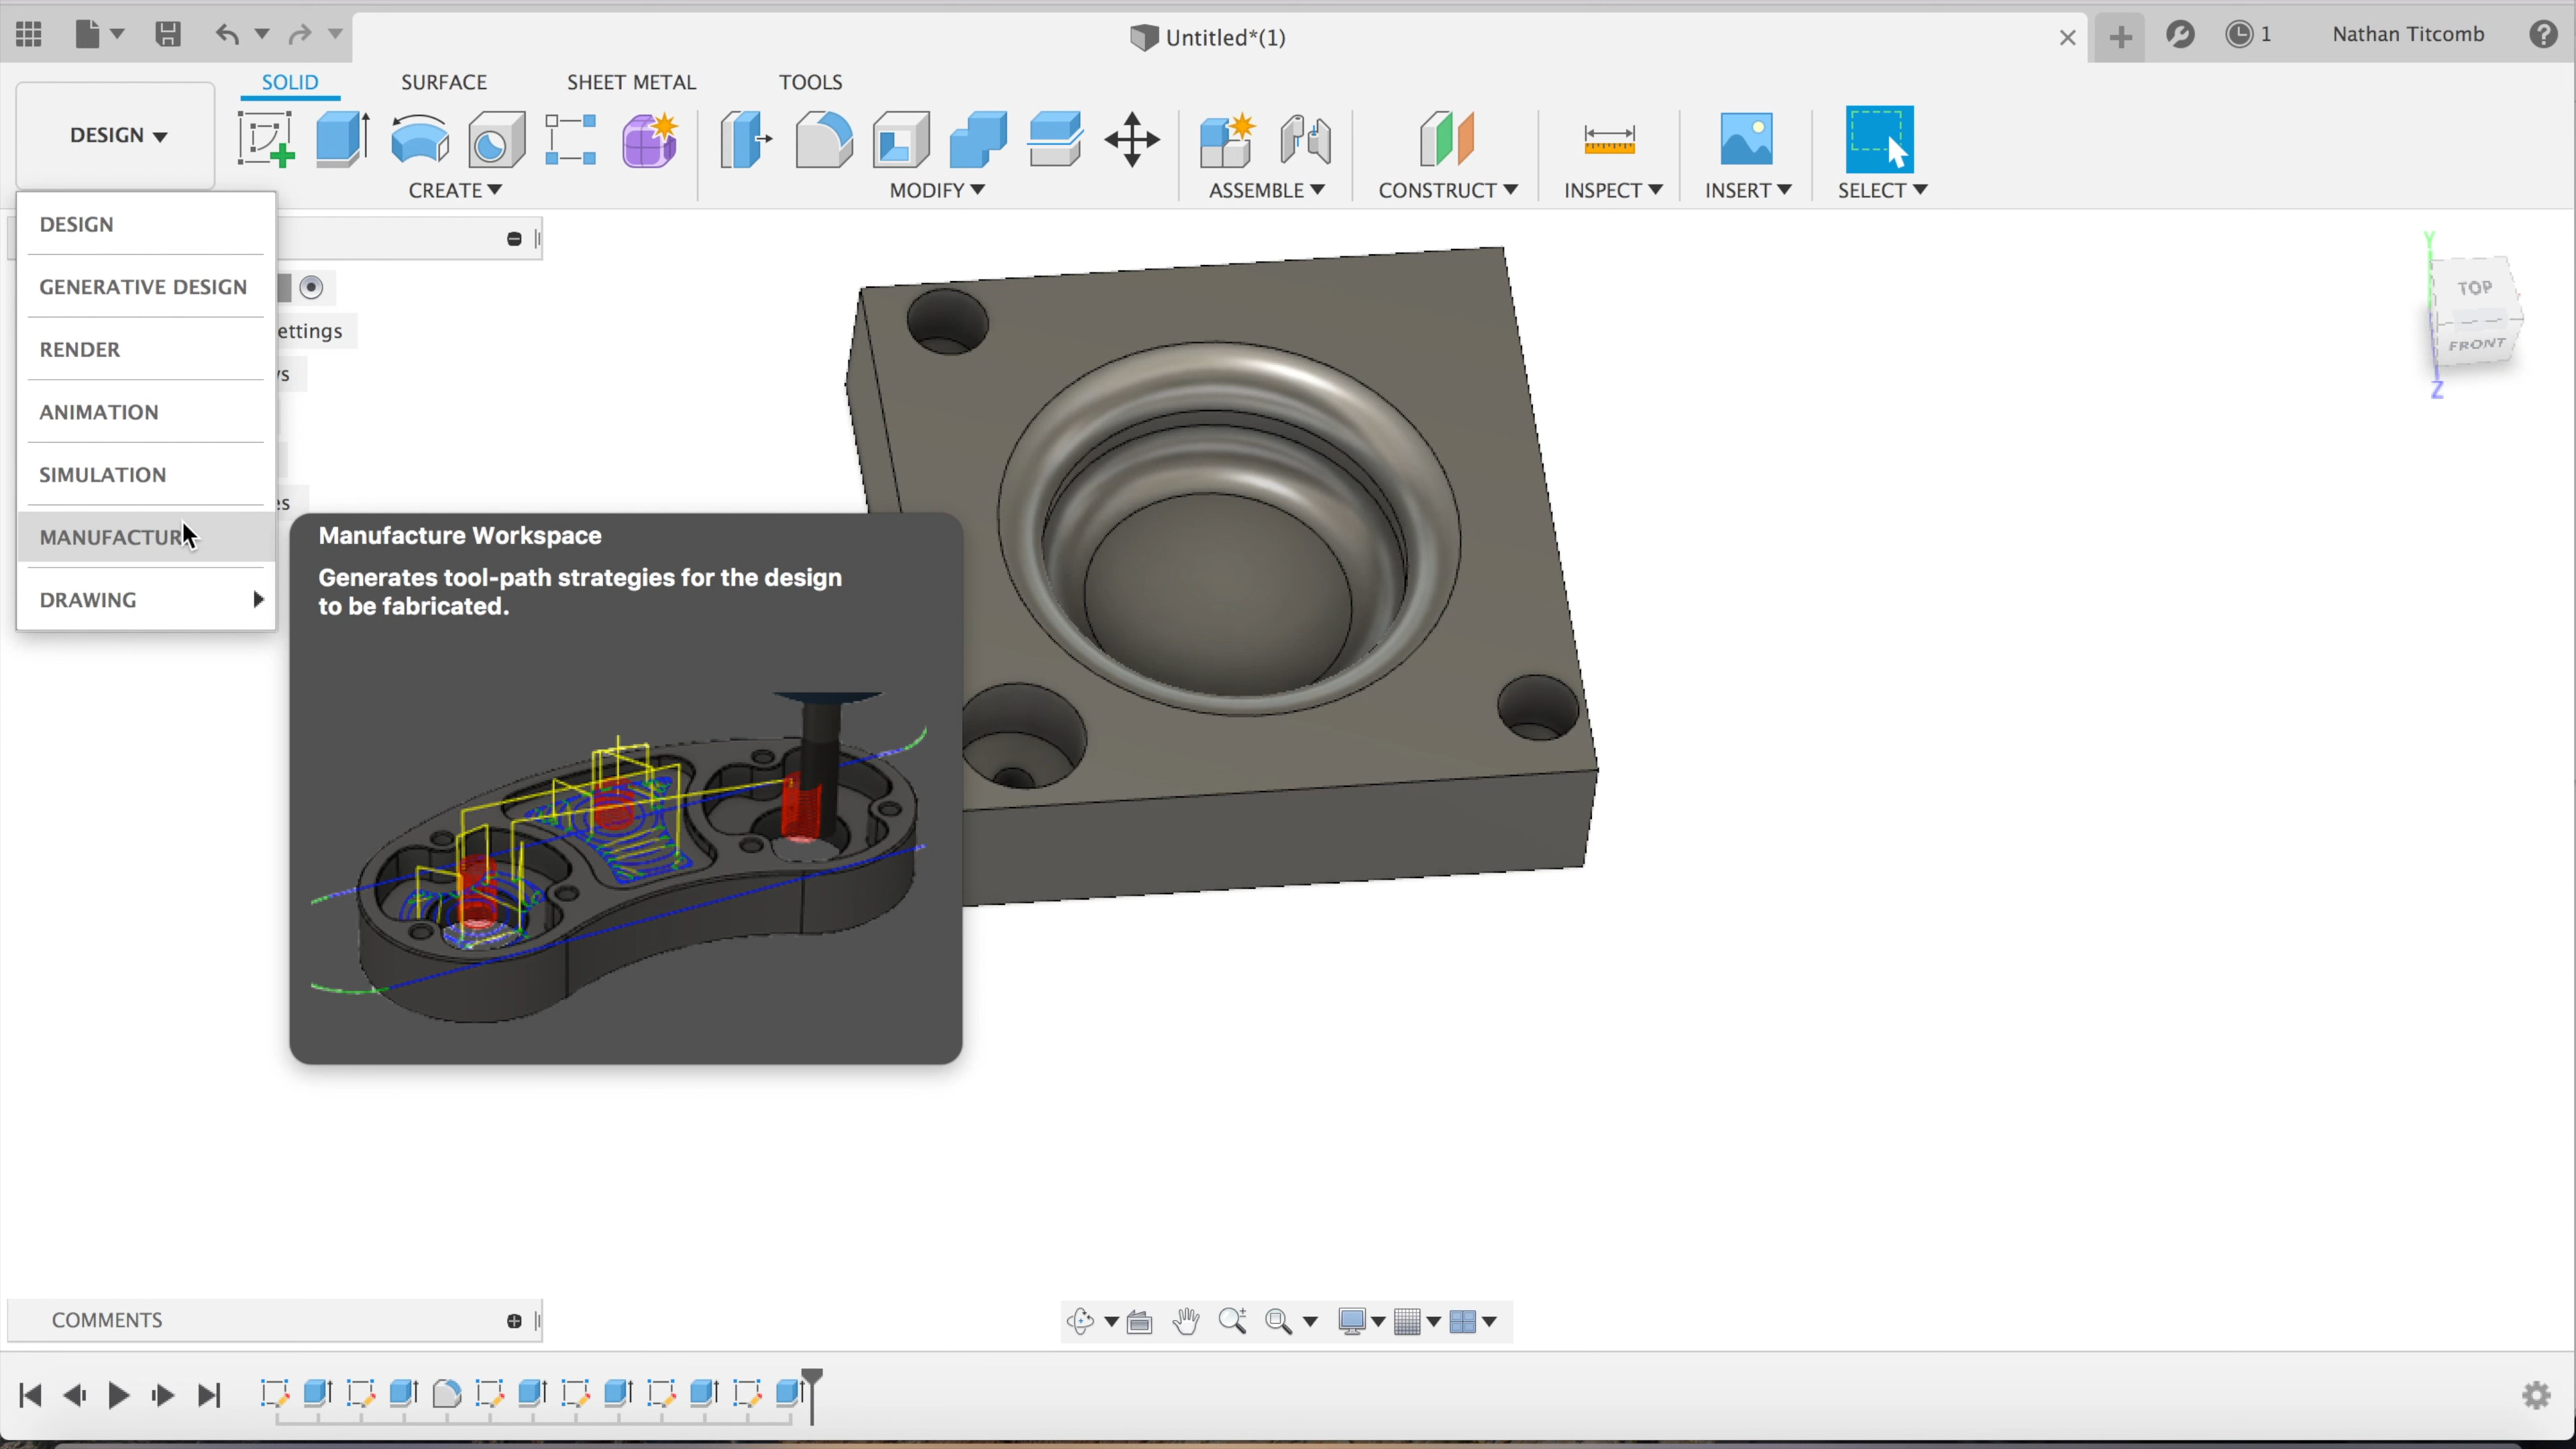 Untitled*(1)
1
Nathan Titcomb
SOLID
SURFACE
SHEET METAL
TOOLS
DESIGN
CREATE
MODIFY
ASSEMBLE
CONSTRUCT
INSPECT
INSERT
SELECT
DESIGN
GENERATIVE DESIGN
RENDER
ANIMATION
SIMULATION
MANUFACTUR
DRAWING
ettings
Manufacture Workspace
Generates tool-path strategies for the design
to be fabricated.
Y
TOP
FRONT
Z
COMMENTS